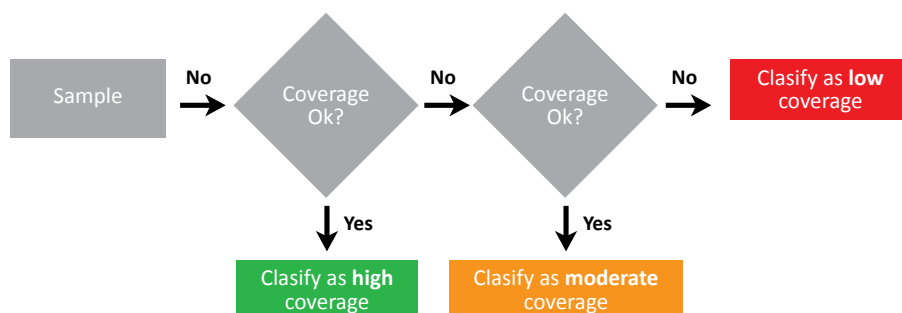 Sample
No
Coverage
Ok?
No
Coverage
Ok?
No
Clasify as low
coverage
Yes
Clasify as high
coverage
Yes
Clasify as moderate
coverage